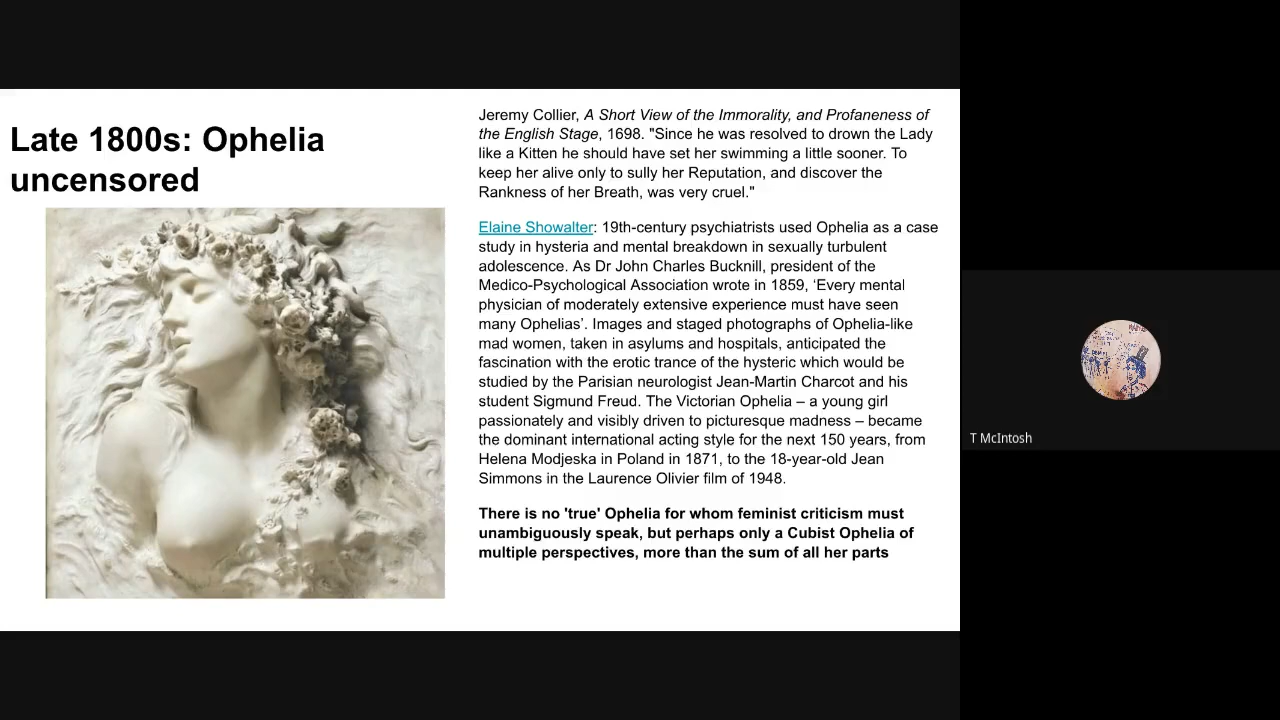 Late 1800s: Ophelia
uncensored
Jeremy Collier, A Short View of the Immorality, and Profaneness of
the English Stage, 1698. "Since he was resolved to drown the Lady
like a Kitten he should have set her swimming a little sooner. To
keep her alive only to sully her Reputation, and discover the
Rankness of her Breath, was very cruel."
Elaine Showalter: 19th-century psychiatrists used Ophelia as a case
study in hysteria and mental breakdown in sexually turbulent
adolescence. As Dr John Charles Bucknill, president of the
Medico-Psychological Association wrote in 1859, ‘Every mental
physician of moderately extensive experience must have seen
many Ophelias’. Images and staged photographs of Ophelia-like
mad women, taken in asylums and hospitals, anticipated the
fascination with the erotic trance of the hysteric which would be
studied by the Parisian neurologist Jean-Martin Charcot and his
student Sigmund Freud. The Victorian Ophelia – a young girl
passionately and visibly driven to picturesque madness – became
the dominant international acting style for the next 150 years, from
Helena Modjeska in Poland in 1871, to the 18-year-old Jean
Simmons in the Laurence Olivier film of 1948.
There is no 'true' Ophelia for whom feminist criticism must
unambiguously speak, but perhaps only a Cubist Ophelia of
multiple perspectives, more than the sum of all her parts
T McIntosh